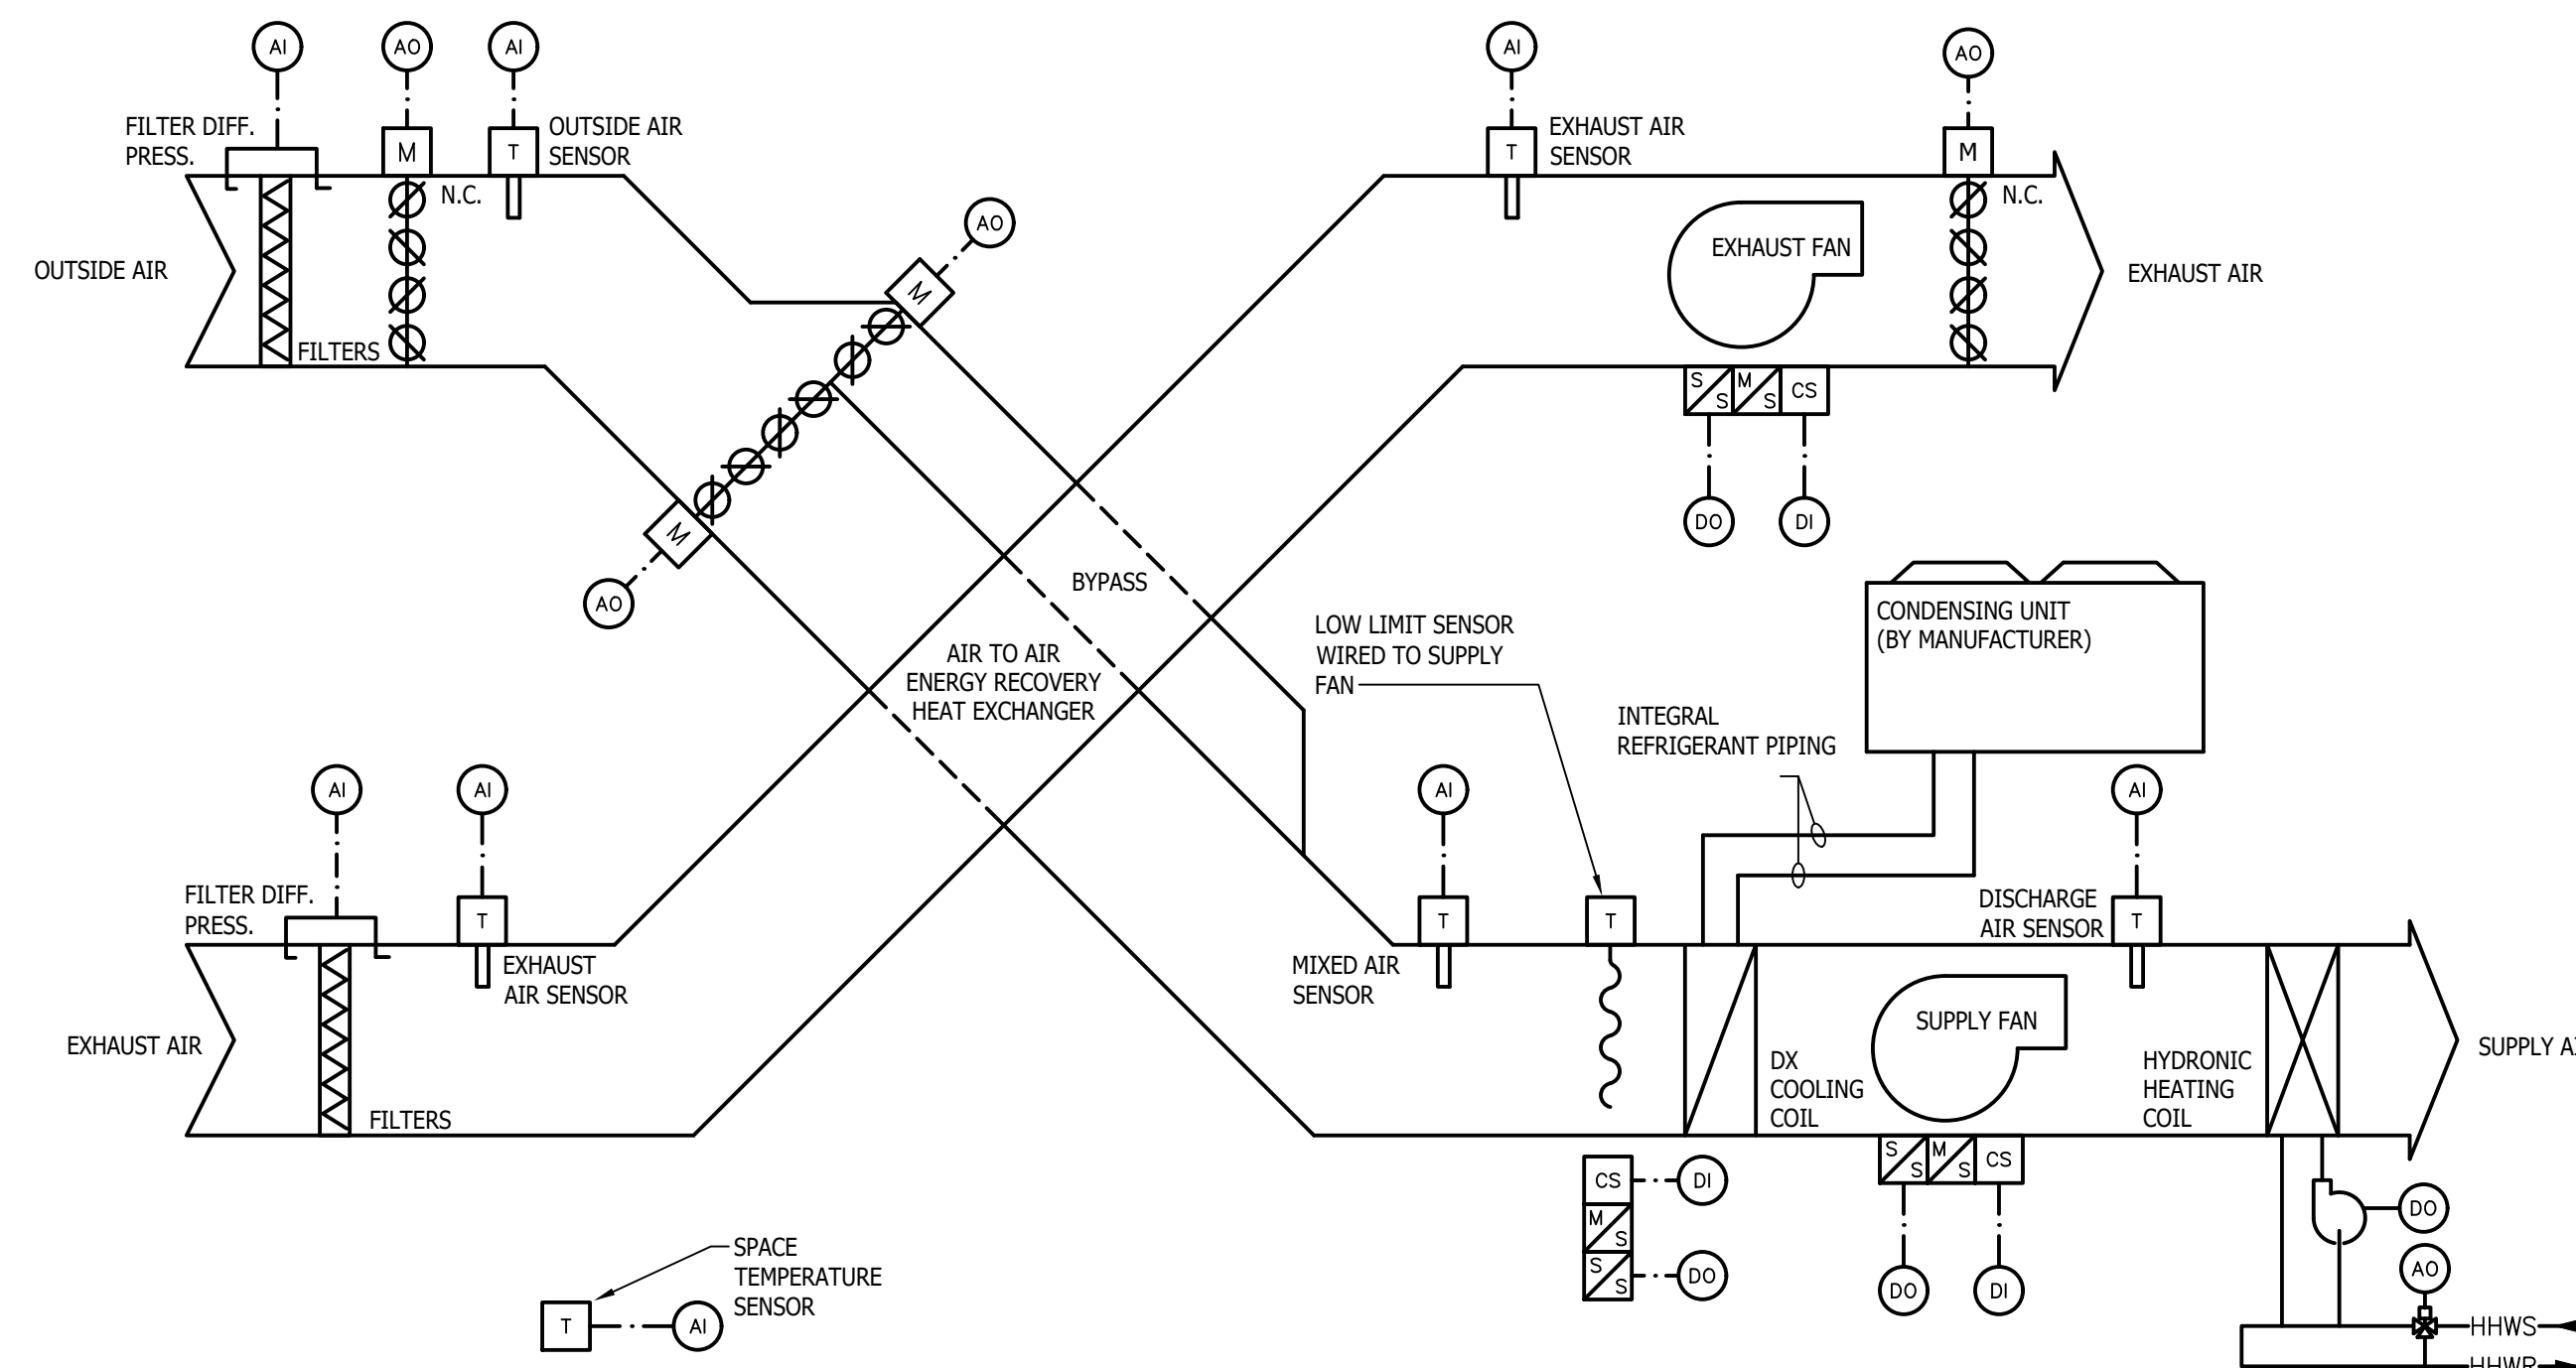 AI
AO
AI
AI
AO
FILTER DIFF.
PRESS.
M
T
OUTSIDE AIR
SENSOR
T
EXHAUST AIR
SENSOR
M
N.C.
N.C.
AO
M
OUTSIDE AIR
EXHAUST FAN
EXHAUST AIR
FILTERS
S
S
M
S
CS
DO
DI
M
AO
BYPASS
AIR TO AIR
ENERGY RECOVERY
HEAT EXCHANGER
LOW LIMIT SENSOR
WIRED TO SUPPLY
FAN
CONDENSING UNIT
(BY MANUFACTURER)
INTEGRAL
REFRIGERANT PIPING
AI
AI
AI
AI
FILTER DIFF.
PRESS.
T
EXHAUST
AIR SENSOR
T
MIXED AIR
SENSOR
T
DISCHARGE
AIR SENSOR
T
EXHAUST AIR
FILTERS
DX
COOLING
COIL
SUPPLY FAN
HYDRONIC
HEATING
COIL
SUPPLY
S
S
M
S
CS
CS
DI
M
S
S
S
DO
DO
DI
DO
AO
SPACE
TEMPERATURE
SENSOR
T
AI
HHWS
HHWR